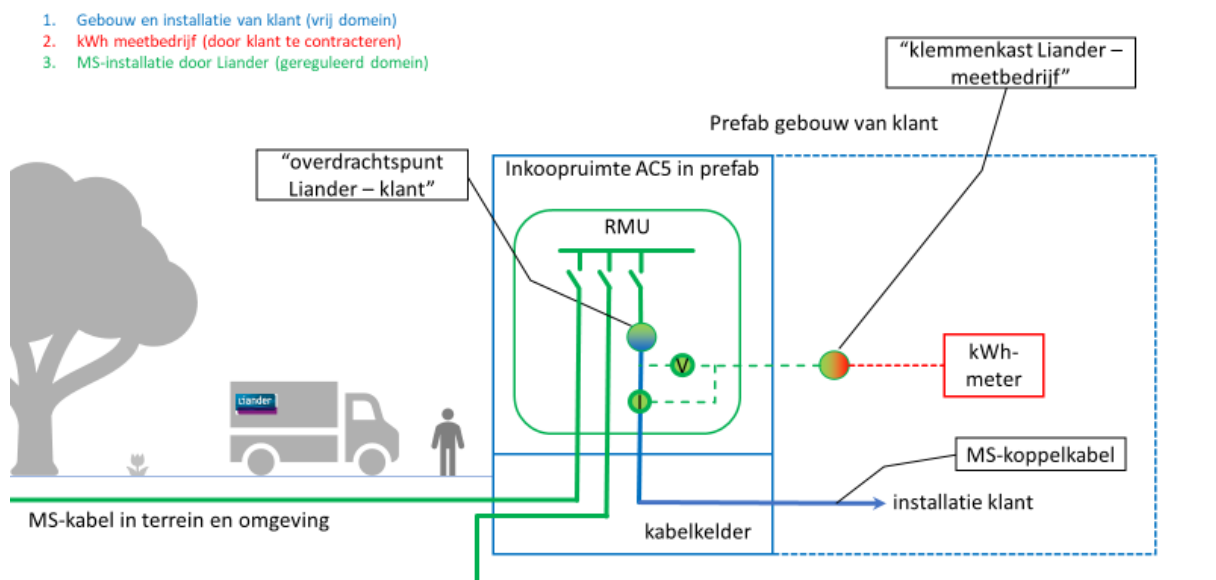 1. Gebouw en installatie van klant (vrij domein)
2. kWh meetbedrijf (door klant te contracteren)
3. MS-installatie door Liander (gereguleerd domein)
“klemmenkast Liander –
meetbedrijf”
Prefab gebouw van klant
“overdrachtspunt
Liander – klant”
Inkoopruimte AC5 in prefab
RMU
V
I
kWh-
meter
Liander
MS-koppelkabel
installatie klant
MS-kabel in terrein en omgeving
kabelkelder